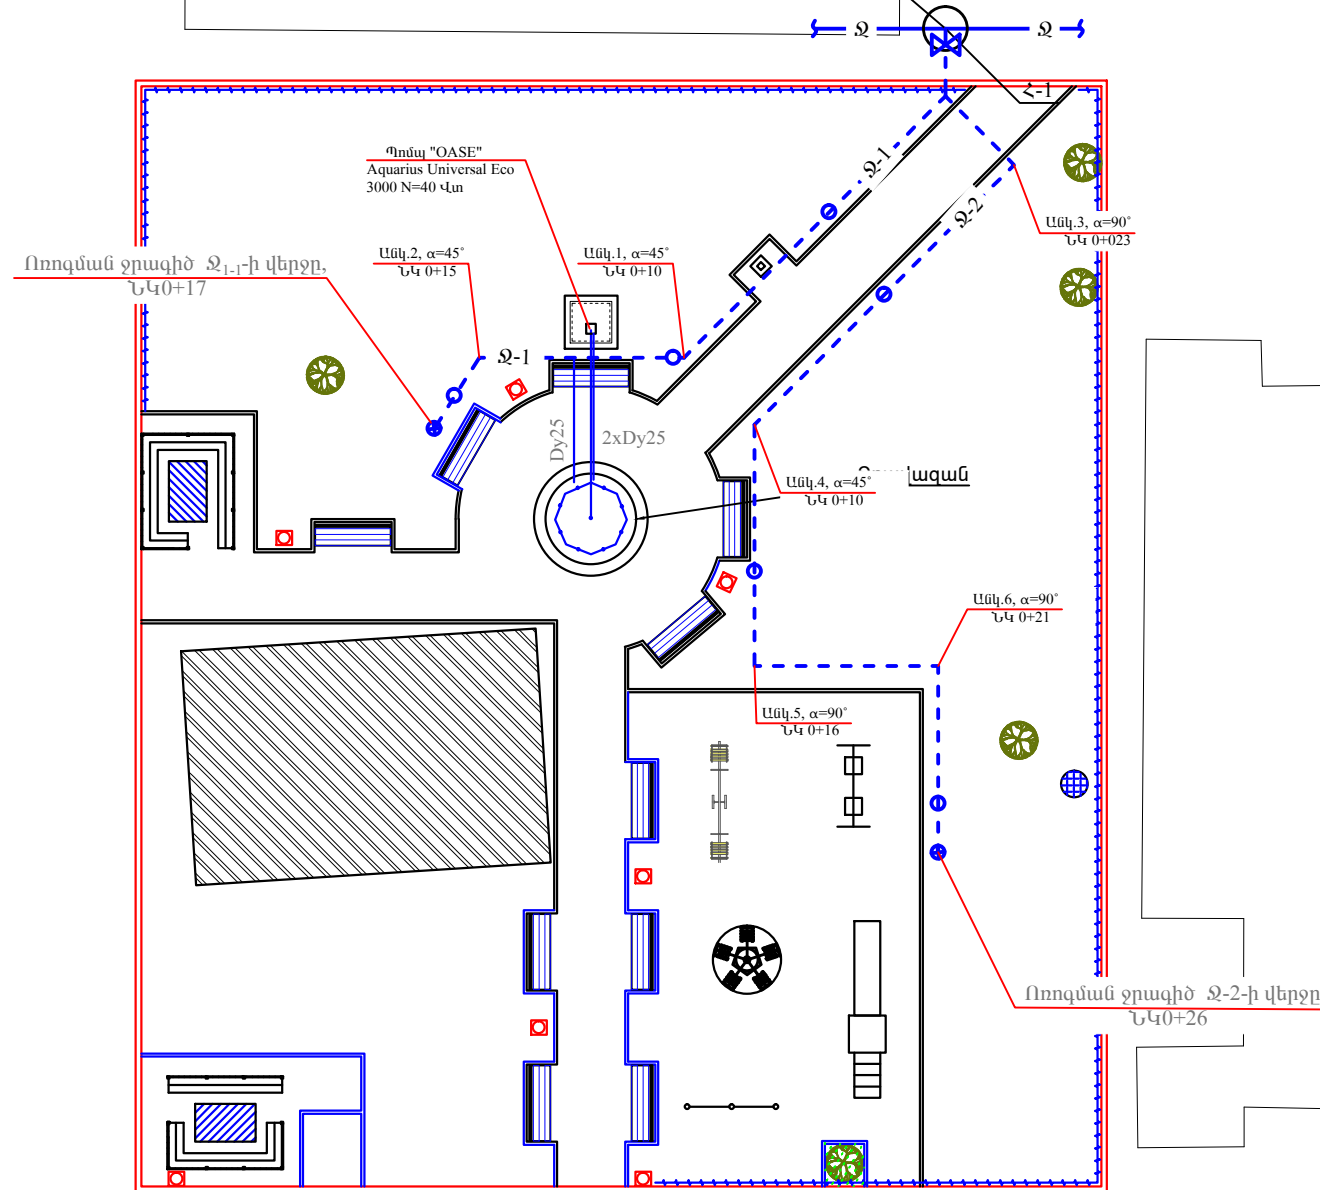 Ջ Ջ
Հ-1
Պոմպ "OASE"
Aquarius Universal Eco
3000 N=40 Վտ
Ջ-1
Ջ-2
Անկ.3, α=90˚
ՆԿ 0+023
Անկ.2, α=45˚
ՆԿ 0+15
Անկ.1, α=45˚
ՆԿ 0+10
Ոռոգման ջրագիծ Ջ1-1-ի վերջը,
ՆԿ0+17
Ջ-1
Dy25
2xDy25
Անկ.4, α=45˚
ՆԿ 0+10
Անկ.6, α=90˚
ՆԿ 0+21
Անկ.5, α=90˚
ՆԿ 0+16
Ոռոգման ջրագիծ Ջ-2-ի վերջը
ՆԿ0+26